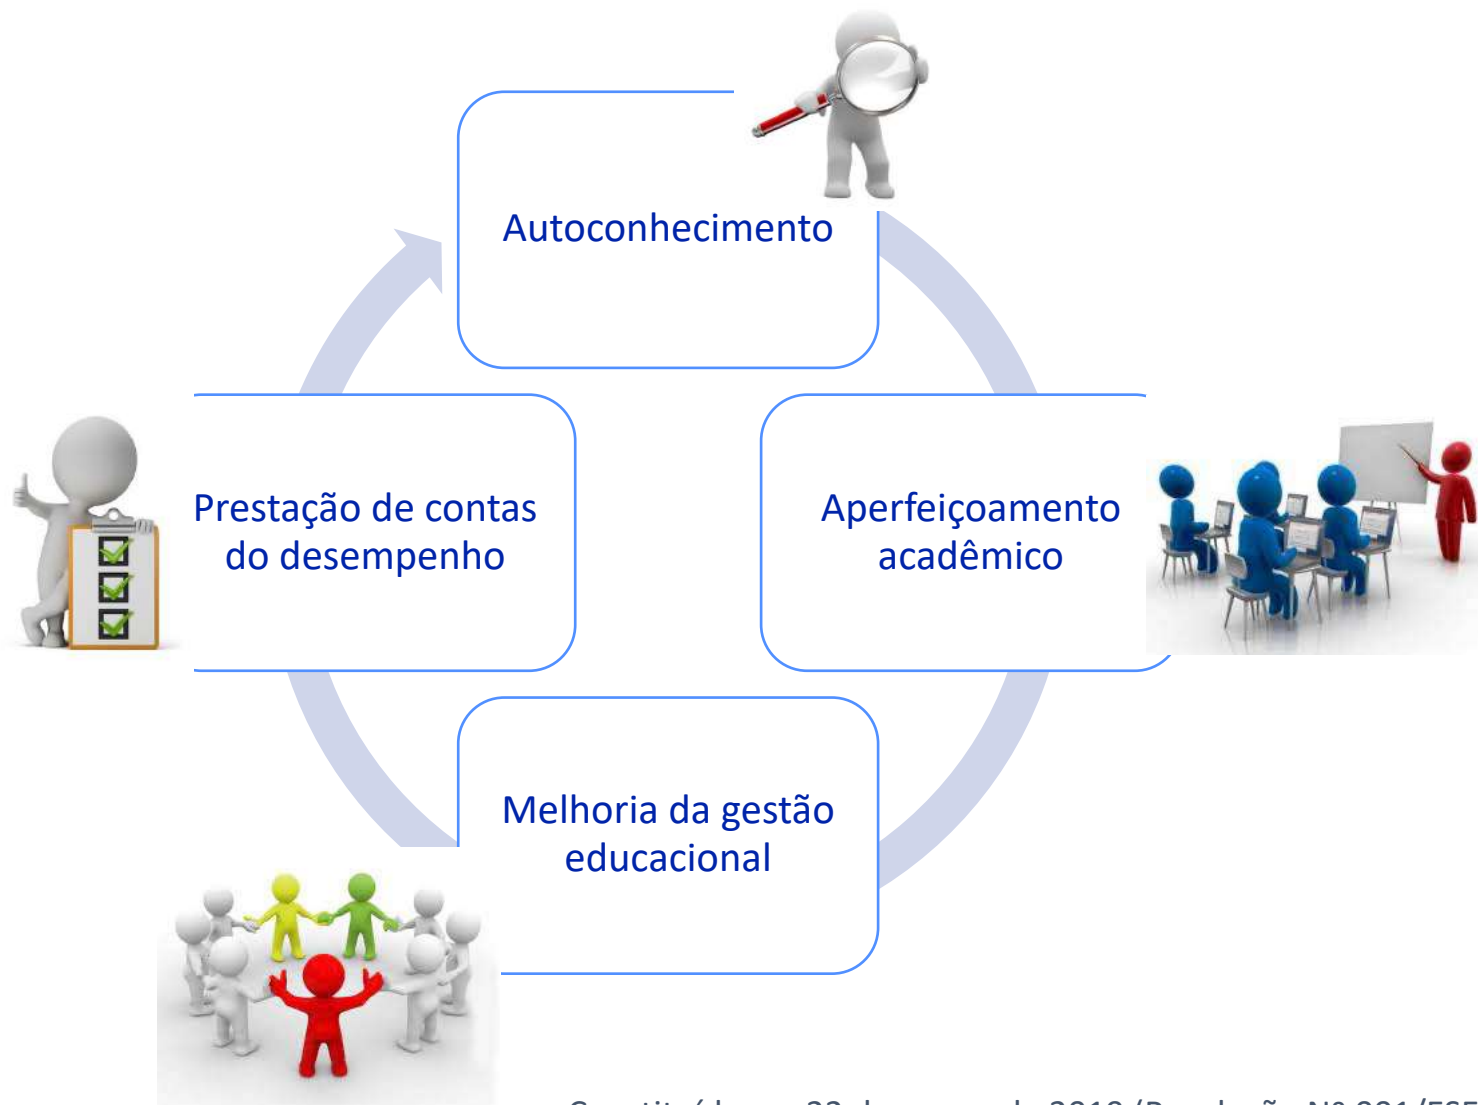 Autoconhecimento
Aperfeiçoamento
acadêmico
Melhoria da gestão
educacional
Prestação de contas
do desempenho